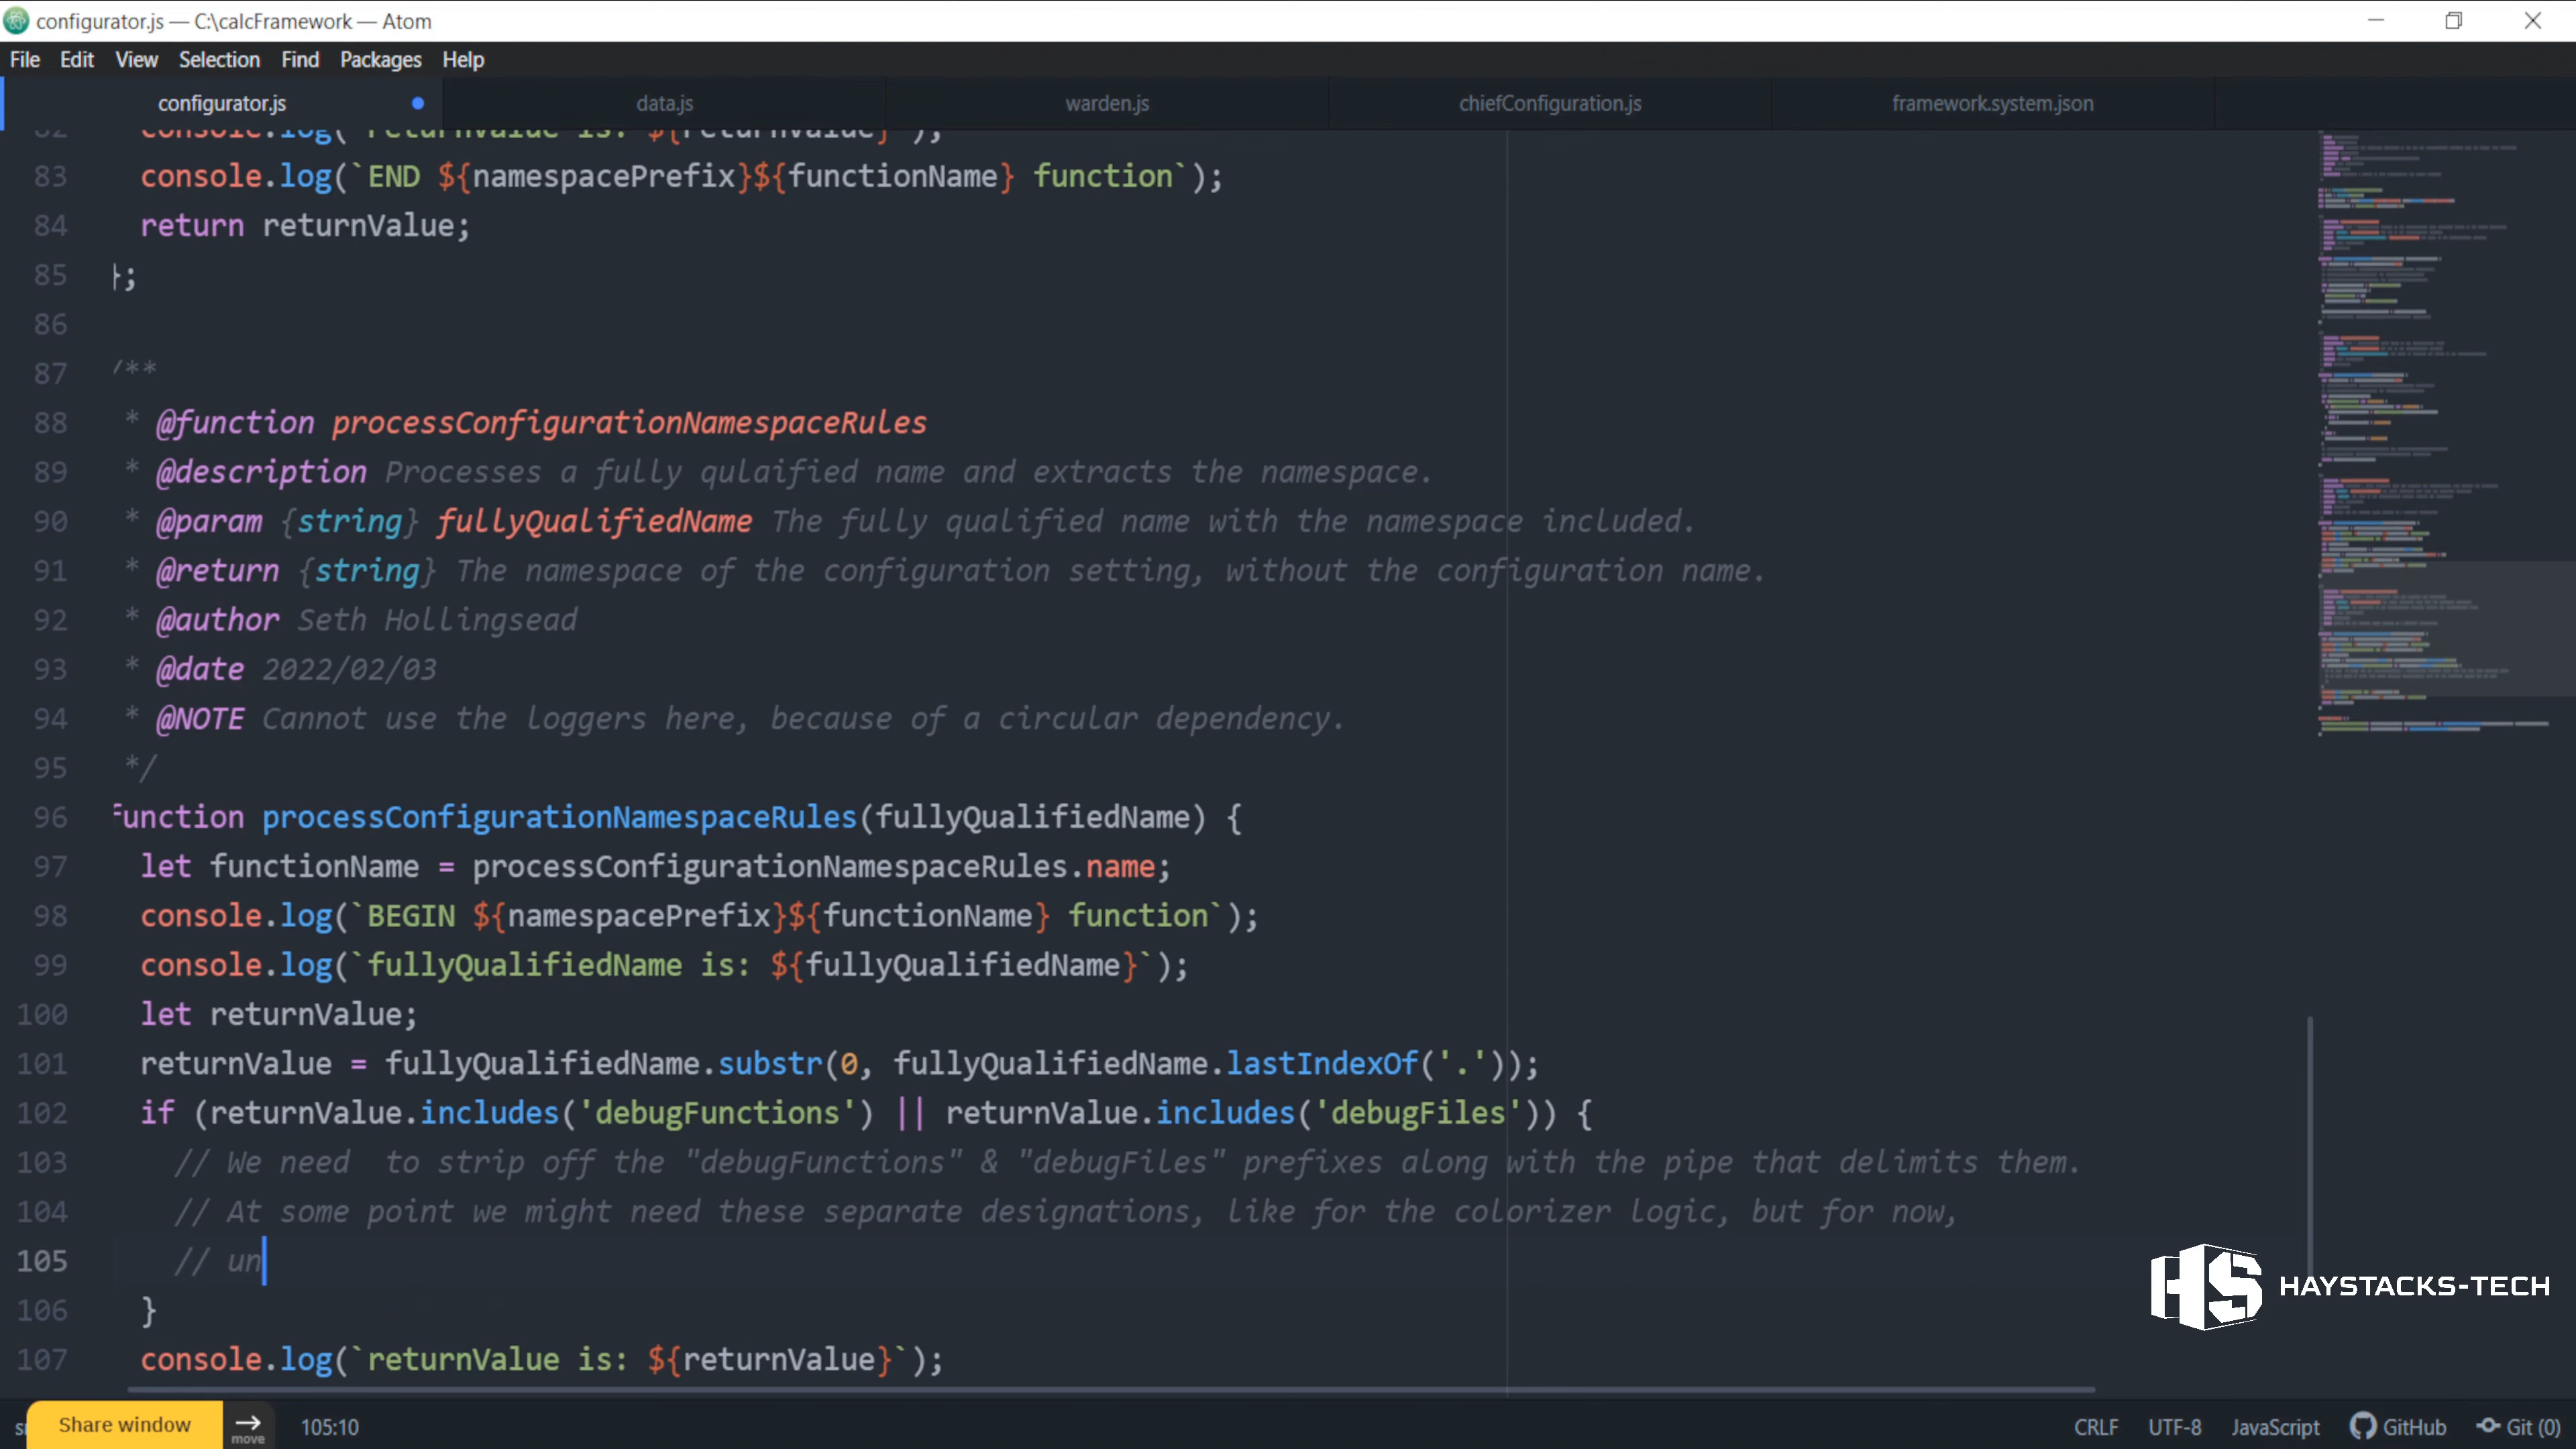 configurator.js — C:\calcFramework — Atom
File Edit View Selection Find Packages Help
configurator.js data.js warden.js chiefConfiguration.js framework.system.json
82 console.log(`returnValue is: ${returnValue}`);
83 console.log(`END ${namespacePrefix}${functionName} function`);
84 return returnValue;
85 };
86
87 /**
88 * @function processConfigurationNamespaceRules
89 * @description Processes a fully qulaified name and extracts the namespace.
90 * @param {string} fullyQualifiedName The fully qualified name with the namespace included.
91 * @return {string} The namespace of the configuration setting, without the configuration name.
92 * @author Seth Hollingsead
93 * @date 2022/02/03
94 * @NOTE Cannot use the loggers here, because of a circular dependency.
95 */
96 function processConfigurationNamespaceRules(fullyQualifiedName) {
97 let functionName = processConfigurationNamespaceRules.name;
98 console.log(`BEGIN ${namespacePrefix}${functionName} function`);
99 console.log(`fullyQualifiedName is: ${fullyQualifiedName}`);
100 let returnValue;
101 returnValue = fullyQualifiedName.substr(0, fullyQualifiedName.lastIndexOf('.'));
102 if (returnValue.includes('debugFunctions') || returnValue.includes('debugFiles')) {
103 // We need  to strip off the "debugFunctions" & "debugFiles" prefixes along with the pipe that delimits them.
104 // At some point we might need these separate designations, like for the colorizer logic, but for now,
105 // un
106 }
107 console.log(`returnValue is: ${returnValue}`);
HS HAYSTACKS-TECH
Share window move 105:10 CRLF UTF-8 JavaScript GitHub Git (0)